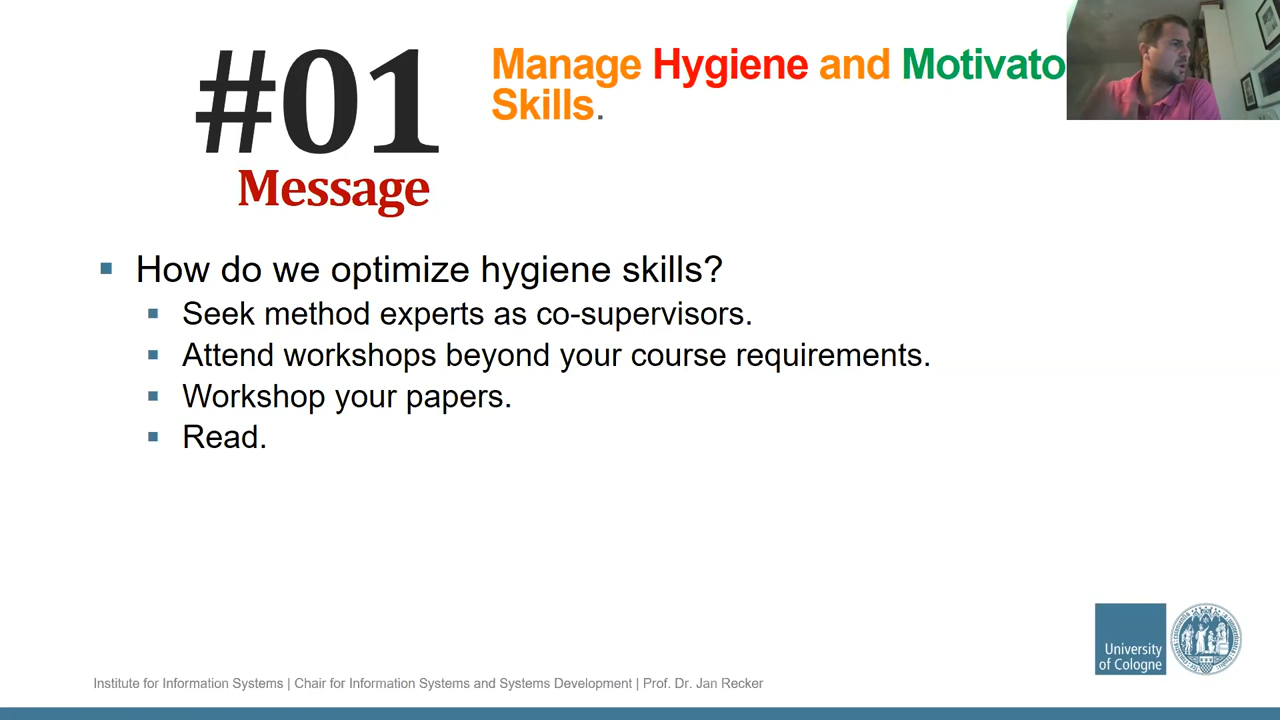 #01
Message
Manage Hygiene and Motivato
Skills.
How do we optimize hygiene skills?
Seek method experts as co-supervisors.
Attend workshops beyond your course requirements.
Workshop your papers.
Read.
University
of Cologne
Institute for Information Systems | Chair for Information Systems and Systems Development | Prof. Dr. Jan Recker